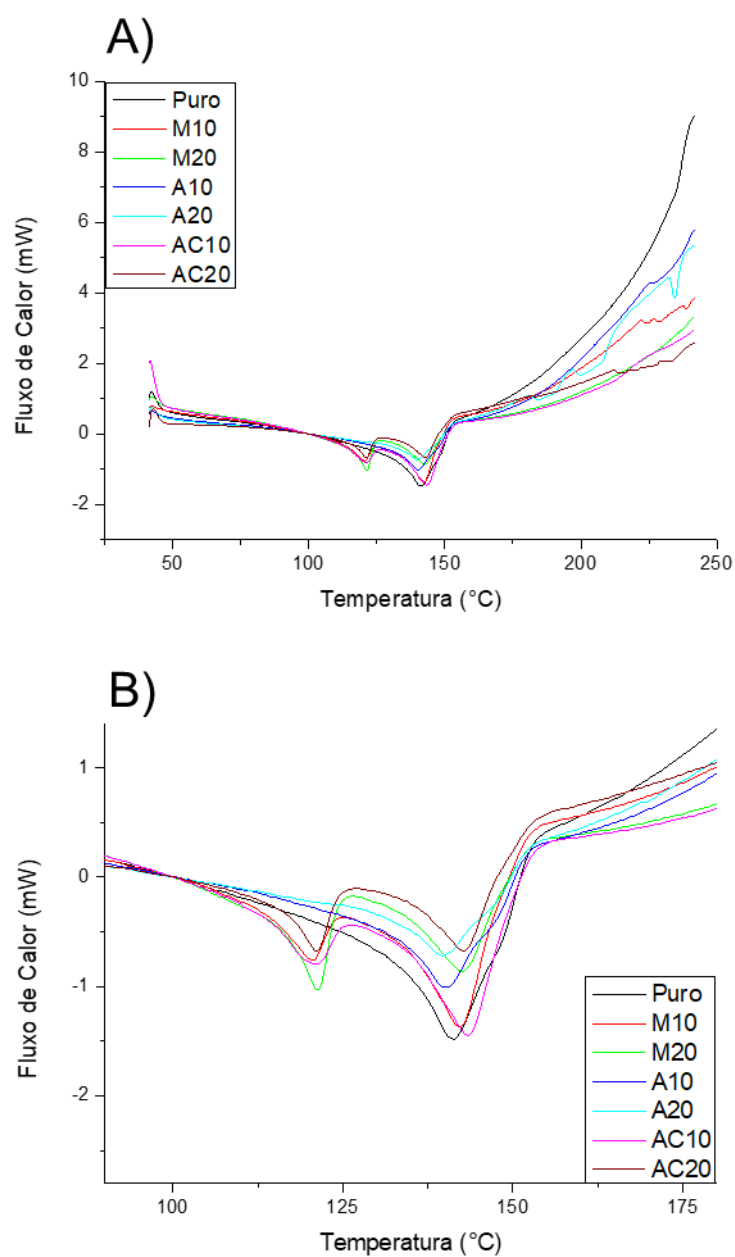 A)
10
8
6
4
2
0
-2
Fluxo de Calor (mW)
Puro
M10
M20
A10
A20
AC10
AC20
50
100
150
200
250
Temperatura (°C)
B)
1
0
-1
-2
Fluxo de Calor (mW)
Puro
M10
M20
A10
A20
AC10
AC20
100
125
150
175
Temperatura (°C)